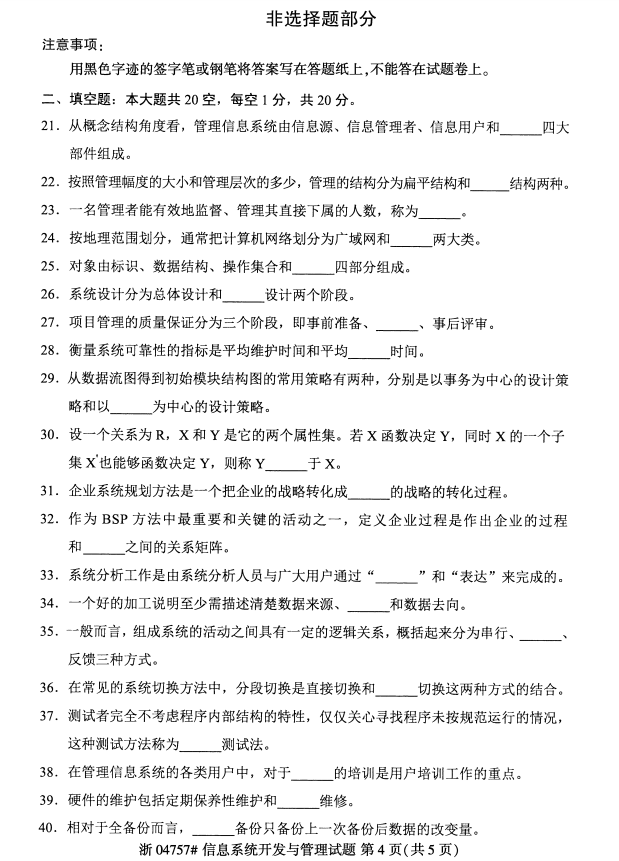 非选择题部分
注意事项：
用黑色字迹的签字笔或钢笔将答案写在答题纸上,不能答在试题卷上。
二、填空题：本大题共 20 空，每空 1 分，共 20 分。
21. 从概念结构角度看，管理信息系统由信息源、信息管理者、信息用户和______四大
部件组成。
22. 按照管理幅度的大小和管理层次的多少，管理的结构分为扁平结构和______结构两种。
23. 一名管理者能有效地监督、管理其直接下属的人数，称为______。
24. 按地理范围划分，通常把计算机网络划分为广域网和______两大类。
25. 对象由标识、数据结构、操作集合和______四部分组成。
26. 系统设计分为总体设计和______设计两个阶段。
27. 项目管理的质量保证分为三个阶段，即事前准备、______、事后评审。
28. 衡量系统可靠性的指标是平均维护时间和平均______时间。
29. 从数据流图得到初始模块结构图的常用策略有两种，分别是以事务为中心的设计策
略和以______为中心的设计策略。
30. 设一个关系为 R，X 和 Y 是它的两个属性集。若 X 函数决定 Y，同时 X 的一个子
集 X'也能够函数决定 Y，则称 Y______于 X。
31. 企业系统规划方法是一个把企业的战略转化成______的战略的转化过程。
32. 作为 BSP 方法中最重要和关键的活动之一，定义企业过程是作出企业的过程
和______之间的关系矩阵。
33. 系统分析工作是由系统分析人员与广大用户通过“______”和“表达”来完成的。
34. 一个好的加工说明至少需描述清楚数据来源、______和数据去向。
35. 一般而言，组成系统的活动之间具有一定的逻辑关系，概括起来分为串行、______、
反馈三种方式。
36. 在常见的系统切换方法中，分段切换是直接切换和______切换这两种方式的结合。
37. 测试者完全不考虑程序内部结构的特性，仅仅关心寻找程序未按规范运行的情况，
这种测试方法称为______测试法。
38. 在管理信息系统的各类用户中，对于______的培训是用户培训工作的重点。
39. 硬件的维护包括定期保养性维护和______维修。
40. 相对于全备份而言，______备份只备份上一次备份后数据的改变量。
浙 04757# 信息系统开发与管理试题 第 4 页(共 5 页)